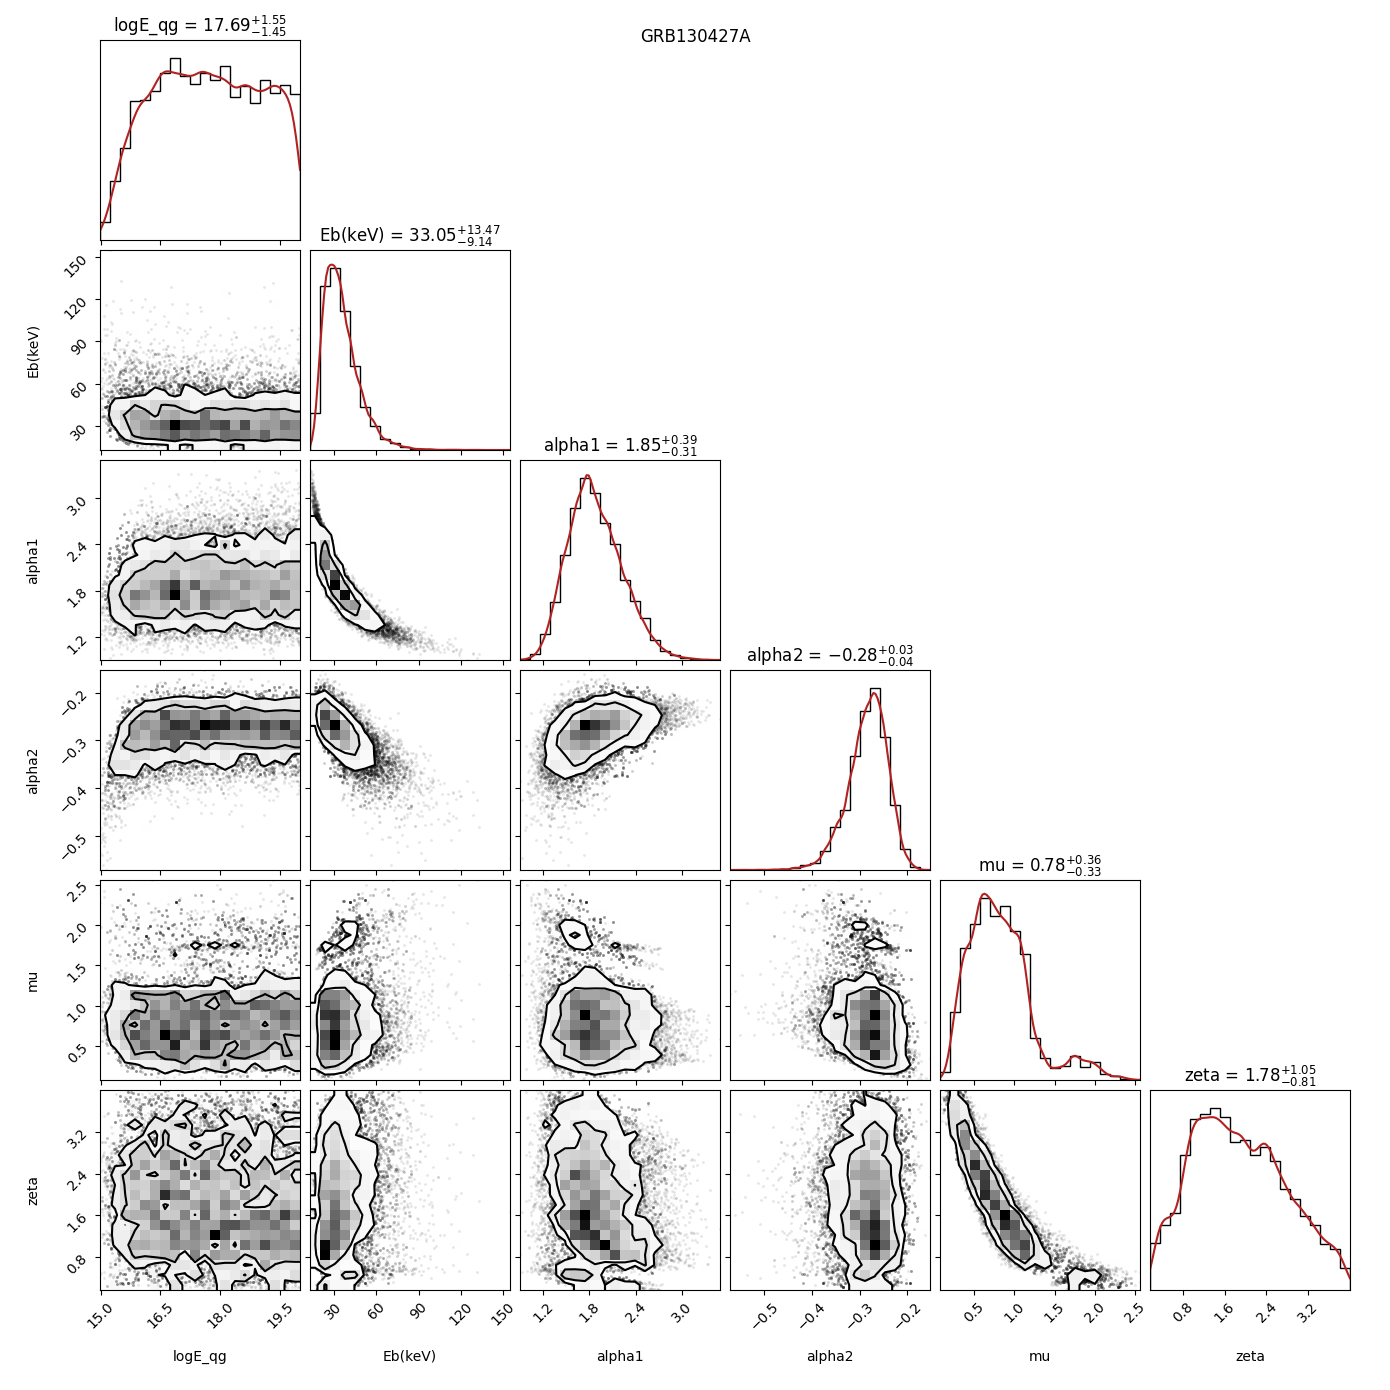 logE_qg = 17.69+1.55 −1.45
GRB130427A
Eb(keV) = 33.05+13.47 −9.14
150
120
90
60
30
Eb(keV)
alpha1 = 1.85+0.39 −0.31
3.0
2.4
1.8
1.2
alpha1
alpha2 = −0.28+0.03 −0.04
−0.2
−0.3
−0.4
−0.5
alpha2
mu = 0.78+0.36 −0.33
2.5
2.0
1.5
1.0
0.5
mu
zeta = 1.78+1.05 −0.81
3.2
2.4
1.6
0.8
zeta
15.0 16.5 18.0 19.5 30 60 90 120 150 1.2 1.8 2.4 3.0 −0.5 −0.4 −0.3 −0.2 0.5 1.0 1.5 2.0 2.5 0.8 1.6 2.4 3.2
logE_qg Eb(keV) alpha1 alpha2 mu zeta